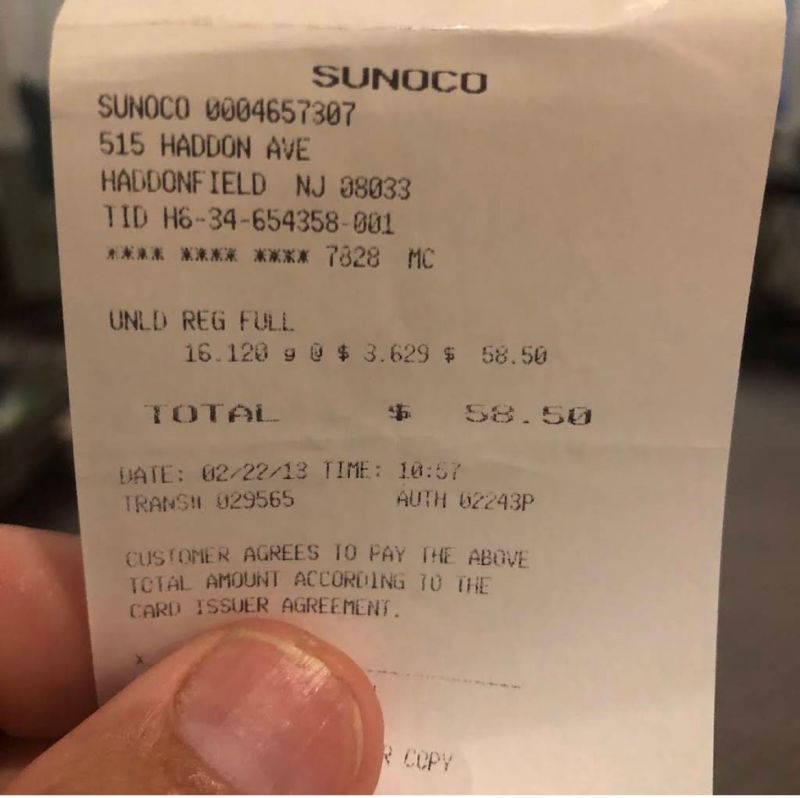 SUNOCO
SUNOCO 0004657307
515 HADDON AVE
HADDONFIELD NJ 08033
TID H6-34-654358-001
**** **** **** 7828 MC
UNLD REG FULL
16.120 g @ $ 3.629 $ 58.50
TOTAL $ 58.50
DATE: 02/22/13 TIME: 10:57
TRANS# 029565 AUTH 02243P
CUSTOMER AGREES TO PAY THE ABOVE
TOTAL AMOUNT ACCORDING TO THE
CARD ISSUER AGREEMENT.
X
COPY